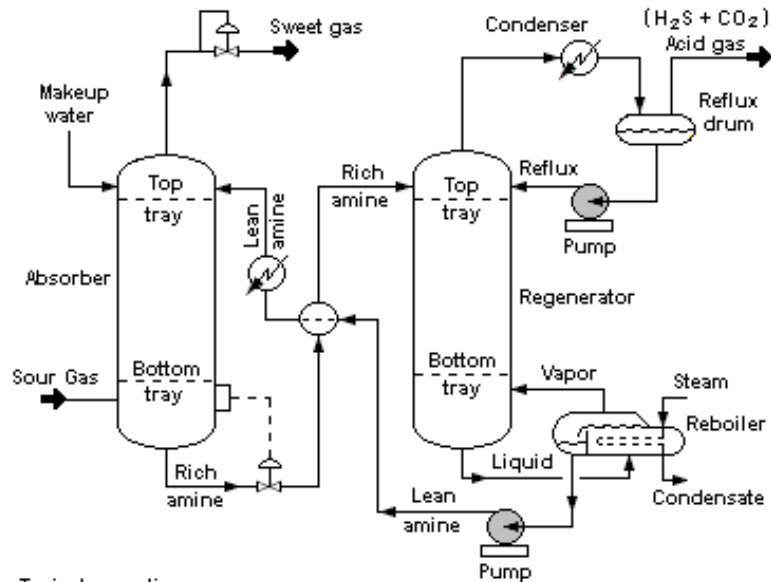 Sweet gas
Condenser
(H₂S + CO₂)
Acid gas
Makeup
water
Reflux
drum
Top
tray
Lean
amine
Rich
amine
Top
tray
Reflux
Pump
Absorber
Regenerator
Sour Gas
Bottom
tray
Bottom
tray
Vapor
Steam
Reboiler
Rich
amine
Liquid
Condensate
Lean
amine
Pump